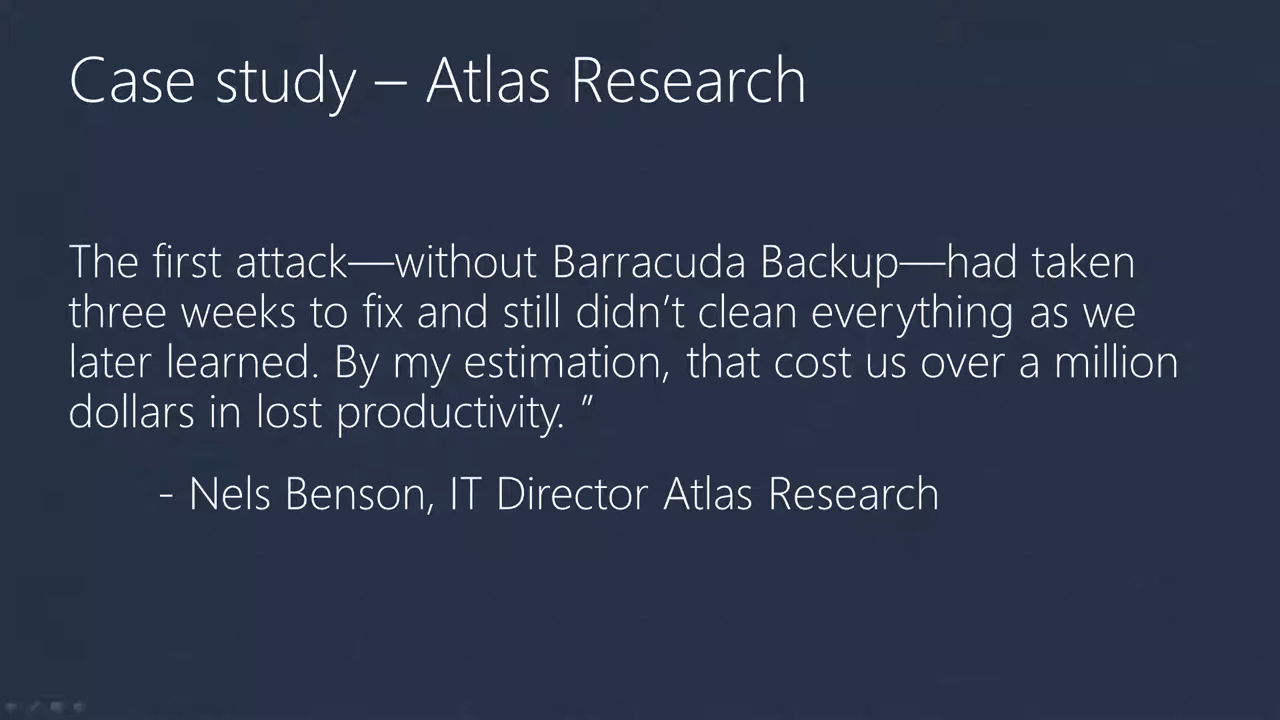 Case study – Atlas Research
The first attack—without Barracuda Backup—had taken
three weeks to fix and still didn’t clean everything as we
later learned. By my estimation, that cost us over a million
dollars in lost productivity. ”
- Nels Benson, IT Director Atlas Research